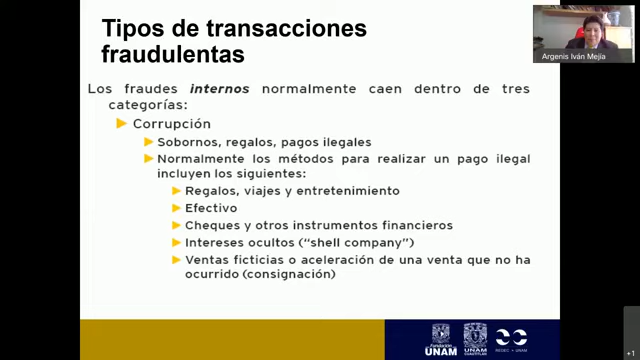 Tipos de transacciones
fraudulentas
Los fraudes internos normalmente caen dentro de tres
categorías:
Corrupción
Sobornos, regalos, pagos ilegales
Normalmente los métodos para realizar un pago ilegal
incluyen los siguientes:
Regalos, viajes y entretenimiento
Efectivo
Cheques y otros instrumentos financieros
Intereses ocultos (“shell company”)
Ventas ficticias o aceleración de una venta que no ha
ocurrido (consignación)
Argenis Iván Mejía
Fundación
UNAM
UNAM
CUAUTITLÁN
+1